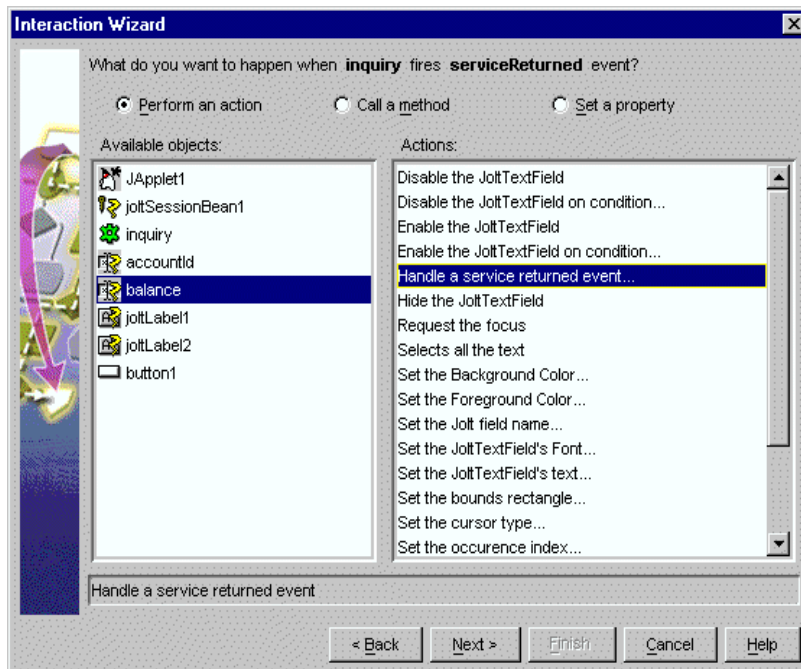 Interaction Wizard
What do you want to happen when inquiry fires serviceReturned event?
Perform an action Call a method Set a property
Available objects: Actions:
JApplet1
joltSessionBean1
inquiry
accountId
balance
joltLabel1
joltLabel2
button1
Disable the JoltTextField
Disable the JoltTextField on condition...
Enable the JoltTextField
Enable the JoltTextField on condition...
Handle a service returned event...
Hide the JoltTextField
Request the focus
Selects all the text
Set the Background Color...
Set the Foreground Color...
Set the Jolt field name...
Set the JoltTextField's Font...
Set the JoltTextField's text...
Set the bounds rectangle...
Set the cursor type...
Set the occurence index...
Handle a service returned event
< Back Next > Finish Cancel Help